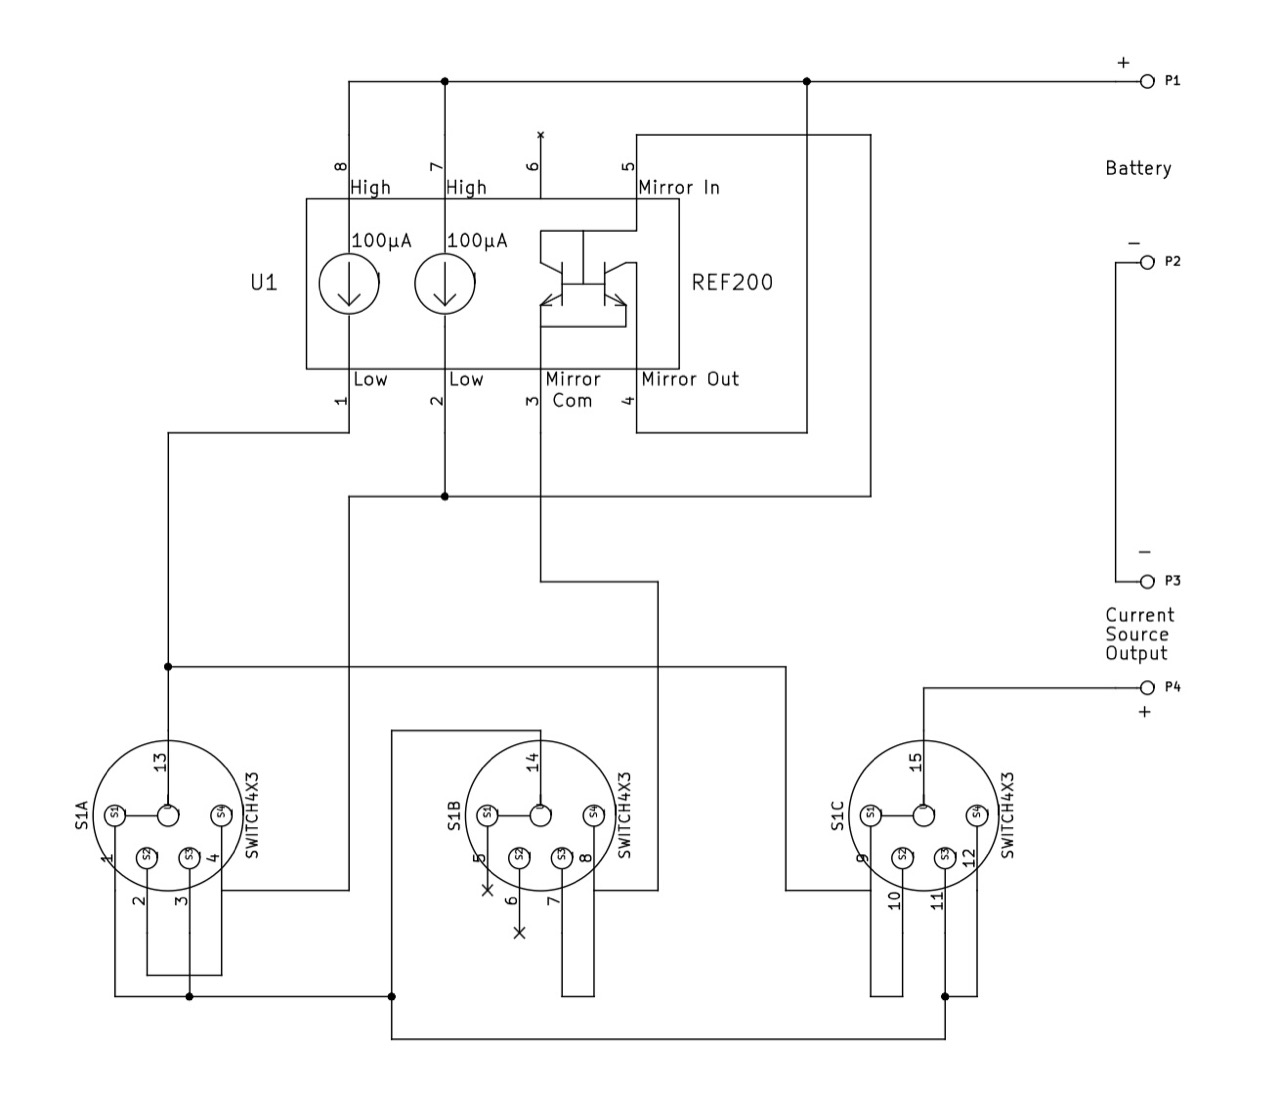 +
P1
8
7
6
5
Battery
High
High
Mirror In
100µA
100µA
−
P2
U1
REF200
Low
Low
Mirror
Mirror Out
1
2
3
Com
4
−
P3
Current
Source
Output
P4
+
13
14
15
S1A
S1
U
S4
SWITCH4X3
S1B
S1
U
S4
SWITCH4X3
S1C
S1
U
S4
SWITCH4X3
1
S2
S3
4
5
S2
S3
8
9
S2
S3
12
2
3
6
7
10
11